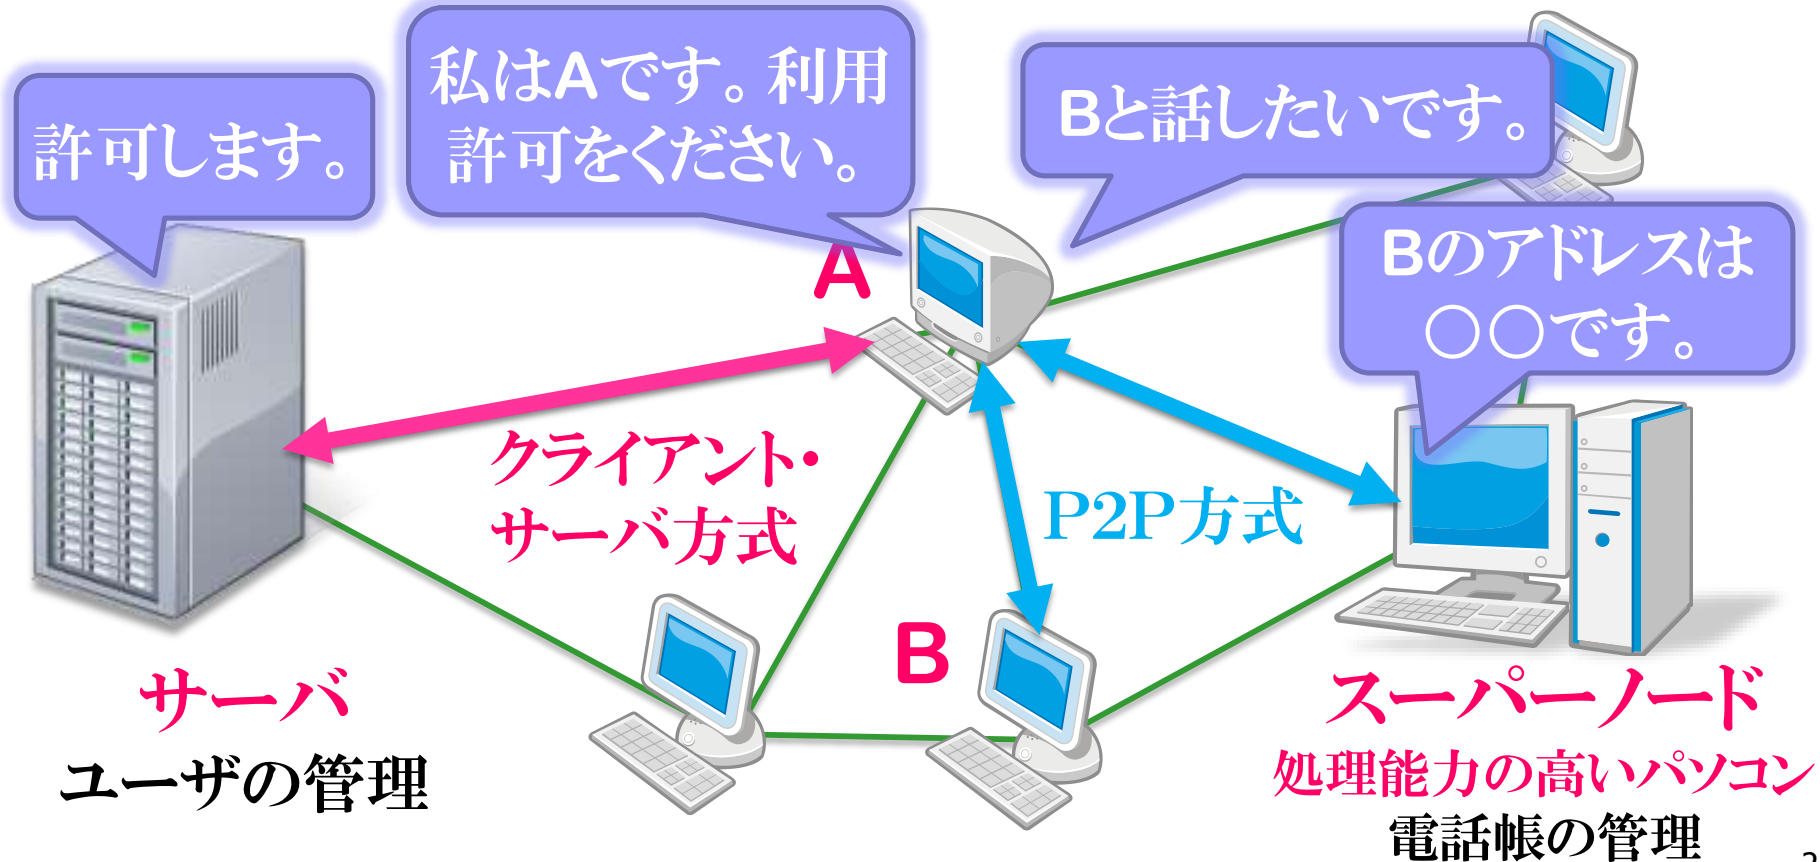 許可します。
私はAです。利用
許可をください。
Bと話したいです。
Bのアドレスは
○○です。
A
クライアント・
サーバ方式
P2P方式
B
サーバ
ユーザの管理
スーパーノード
処理能力の高いパソコン
電話帳の管理